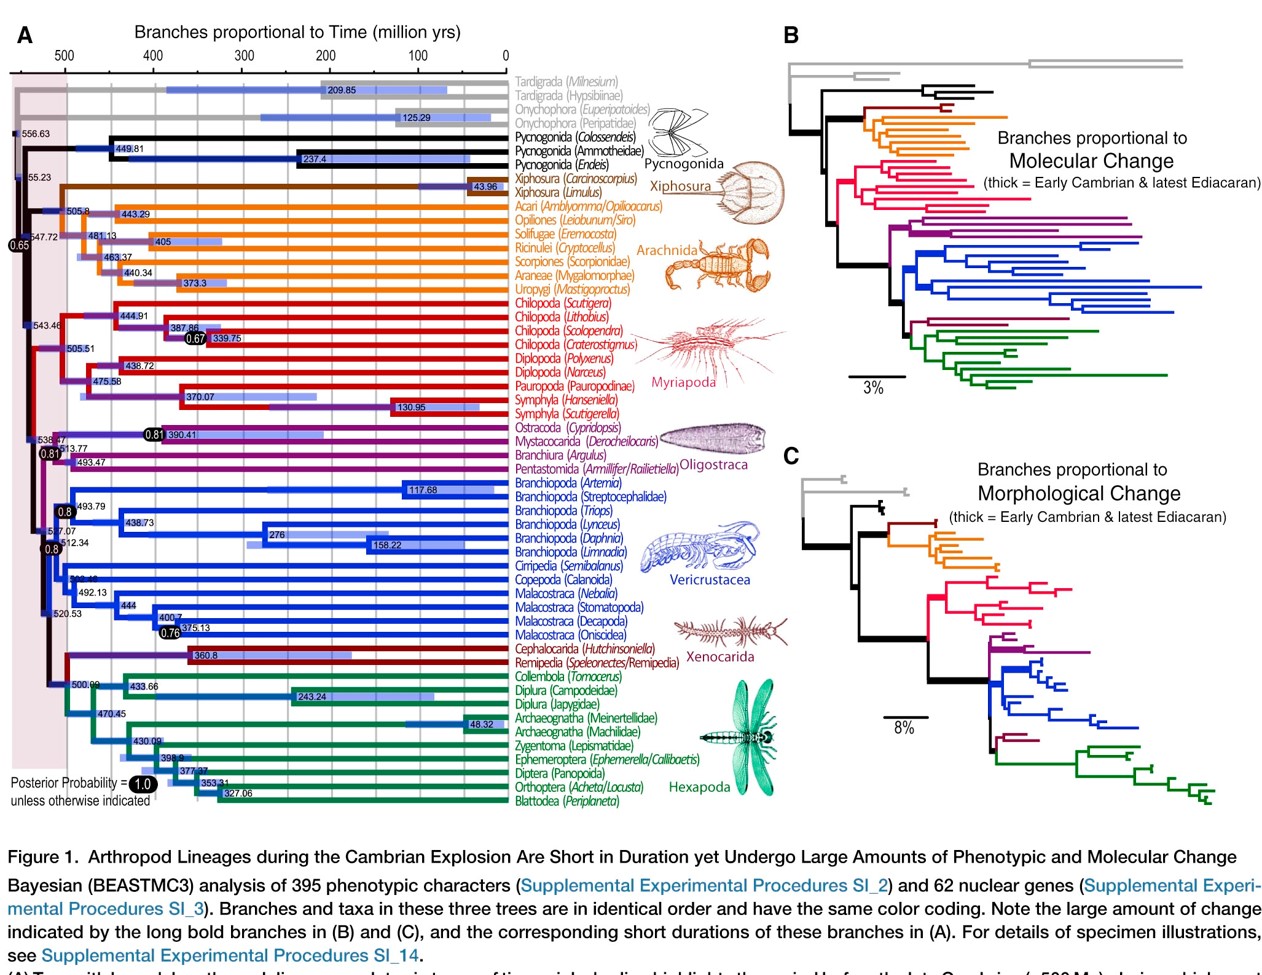 A
Branches proportional to Time (million yrs)
500 400 300 200 100 0
Tardigrada (Milnesium)
209.85
Tardigrada (Hypsibiinae)
Onychophora (Euperipatoides)
125.29
Onychophora (Peripatidae)
556.63
Pycnogonida (Colossendeis)
449.81
Pycnogonida (Ammotheidae)
237.4
Pycnogonida (Endeis)
Pycnogonida
55.23
Xiphosura (Carcinoscorpius)
43.96
Xiphosura (Limulus)
Xiphosura
505.8
Acari (Amblyomma/Opilioacarus)
443.29
Opiliones (Leiobunum/Siro)
547.72
481.13
Solifugae (Eremocosta)
405
Ricinulei (Cryptocellus)
0.65
463.37
Arachnida
Scorpiones (Scorpionidae)
440.34
Araneae (Mygalomorphae)
373.3
Uropygi (Mastigoproctus)
Chilopoda (Scutigera)
444.91
Chilopoda (Lithobius)
543.46
387.86
Chilopoda (Scolopendra)
0.67
339.75
Chilopoda (Craterostigmus)
505.51
Diplopoda (Polyxenus)
438.72
Diplopoda (Narceus)
475.58
Myriapoda
Pauropoda (Pauropodinae)
370.07
Symphyla (Hanseniella)
130.95
Symphyla (Scutigerella)
Ostracoda (Cypridopsis)
0.81
390.41
538.47
Mystacocarida (Derocheilocaris)
513.77
0.81
Branchiura (Argulus)
493.47
Pentastomida (Armillifer/Railietiella)
Oligostraca
Branchiopoda (Artemia)
117.68
Branchiopoda (Streptocephalidae)
493.79
0.8
Branchiopoda (Triops)
438.73
Branchiopoda (Lynceus)
527.07
276
Branchiopoda (Daphnia)
512.34
0.8
158.22
Branchiopoda (Limnadia)
Cirripedia (Semibalanus)
Vericrustacea
Copepoda (Calanoida)
492.13
Malacostraca (Nebalia)
444
Malacostraca (Stomatopoda)
520.53
400.7
Malacostraca (Decapoda)
0.76
375.13
Malacostraca (Oniscidea)
Cephalocarida (Hutchinsoniella)
360.8
Xenocarida
Remipedia (Speleonectes/Remipedia)
Collembola (Tomocerus)
433.66
Diplura (Campodeidae)
243.24
Diplura (Japygidae)
470.45
Archaeognatha (Meinertellidae)
48.32
Archaeognatha (Machilidae)
430.09
Zygentoma (Lepismatidae)
398.9
Ephemeroptera (Ephemerella/Callibaetis)
377.37
Diptera (Panopoida)
353.31
Orthoptera (Acheta/Locusta)
Hexapoda
327.06
Blattodea (Periplaneta)
Posterior Probability = 1.0
unless otherwise indicated
B
Branches proportional to
Molecular Change
(thick = Early Cambrian & latest Ediacaran)
3%
C
Branches proportional to
Morphological Change
(thick = Early Cambrian & latest Ediacaran)
8%
Figure 1. Arthropod Lineages during the Cambrian Explosion Are Short in Duration yet Undergo Large Amounts of Phenotypic and Molecular Change
Bayesian (BEASTMC3) analysis of 395 phenotypic characters (Supplemental Experimental Procedures SI_2) and 62 nuclear genes (Supplemental Experi-
mental Procedures SI_3). Branches and taxa in these three trees are in identical order and have the same color coding. Note the large amount of change
indicated by the long bold branches in (B) and (C), and the corresponding short durations of these branches in (A). For details of specimen illustrations,
see Supplemental Experimental Procedures SI_14.